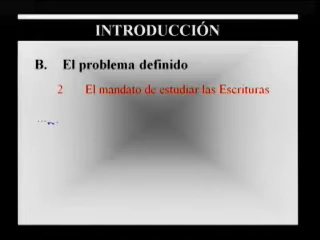 INTRODUCCIÓN
B. El problema definido
2 El mandato de estudiar las Escrituras